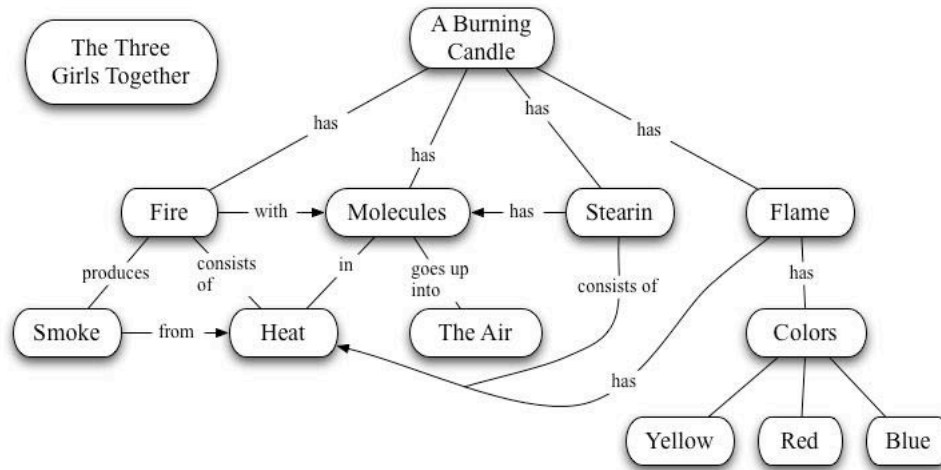 The Three
Girls Together
A Burning
Candle
has
has
has
has
Fire
with
Molecules
has
Stearin
Flame
produces
consists
of
in
goes up
into
consists of
has
Smoke
from
Heat
The Air
Colors
has
Yellow
Red
Blue